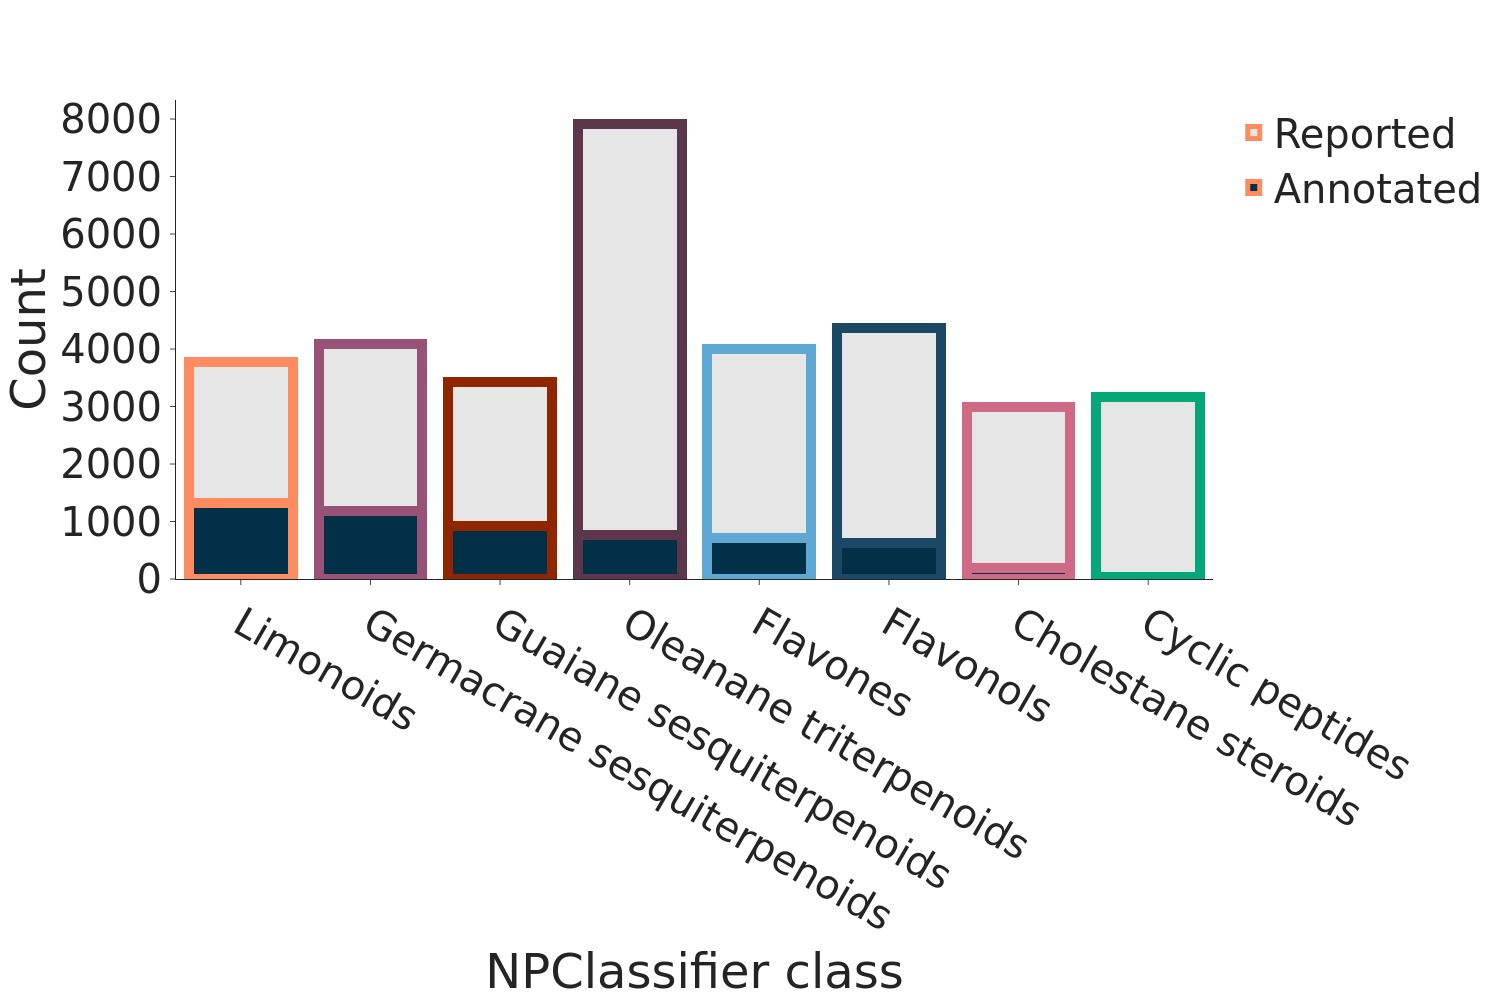 8000
7000
6000
5000
4000
3000
2000
1000
0
Count
Reported
Annotated
Limonoids
Germacrane sesquiterpenoids
Guaiane sesquiterpenoids
Oleanane triterpenoids
Flavones
Flavonols
Cholestane steroids
Cyclic peptides
NPClassifier class